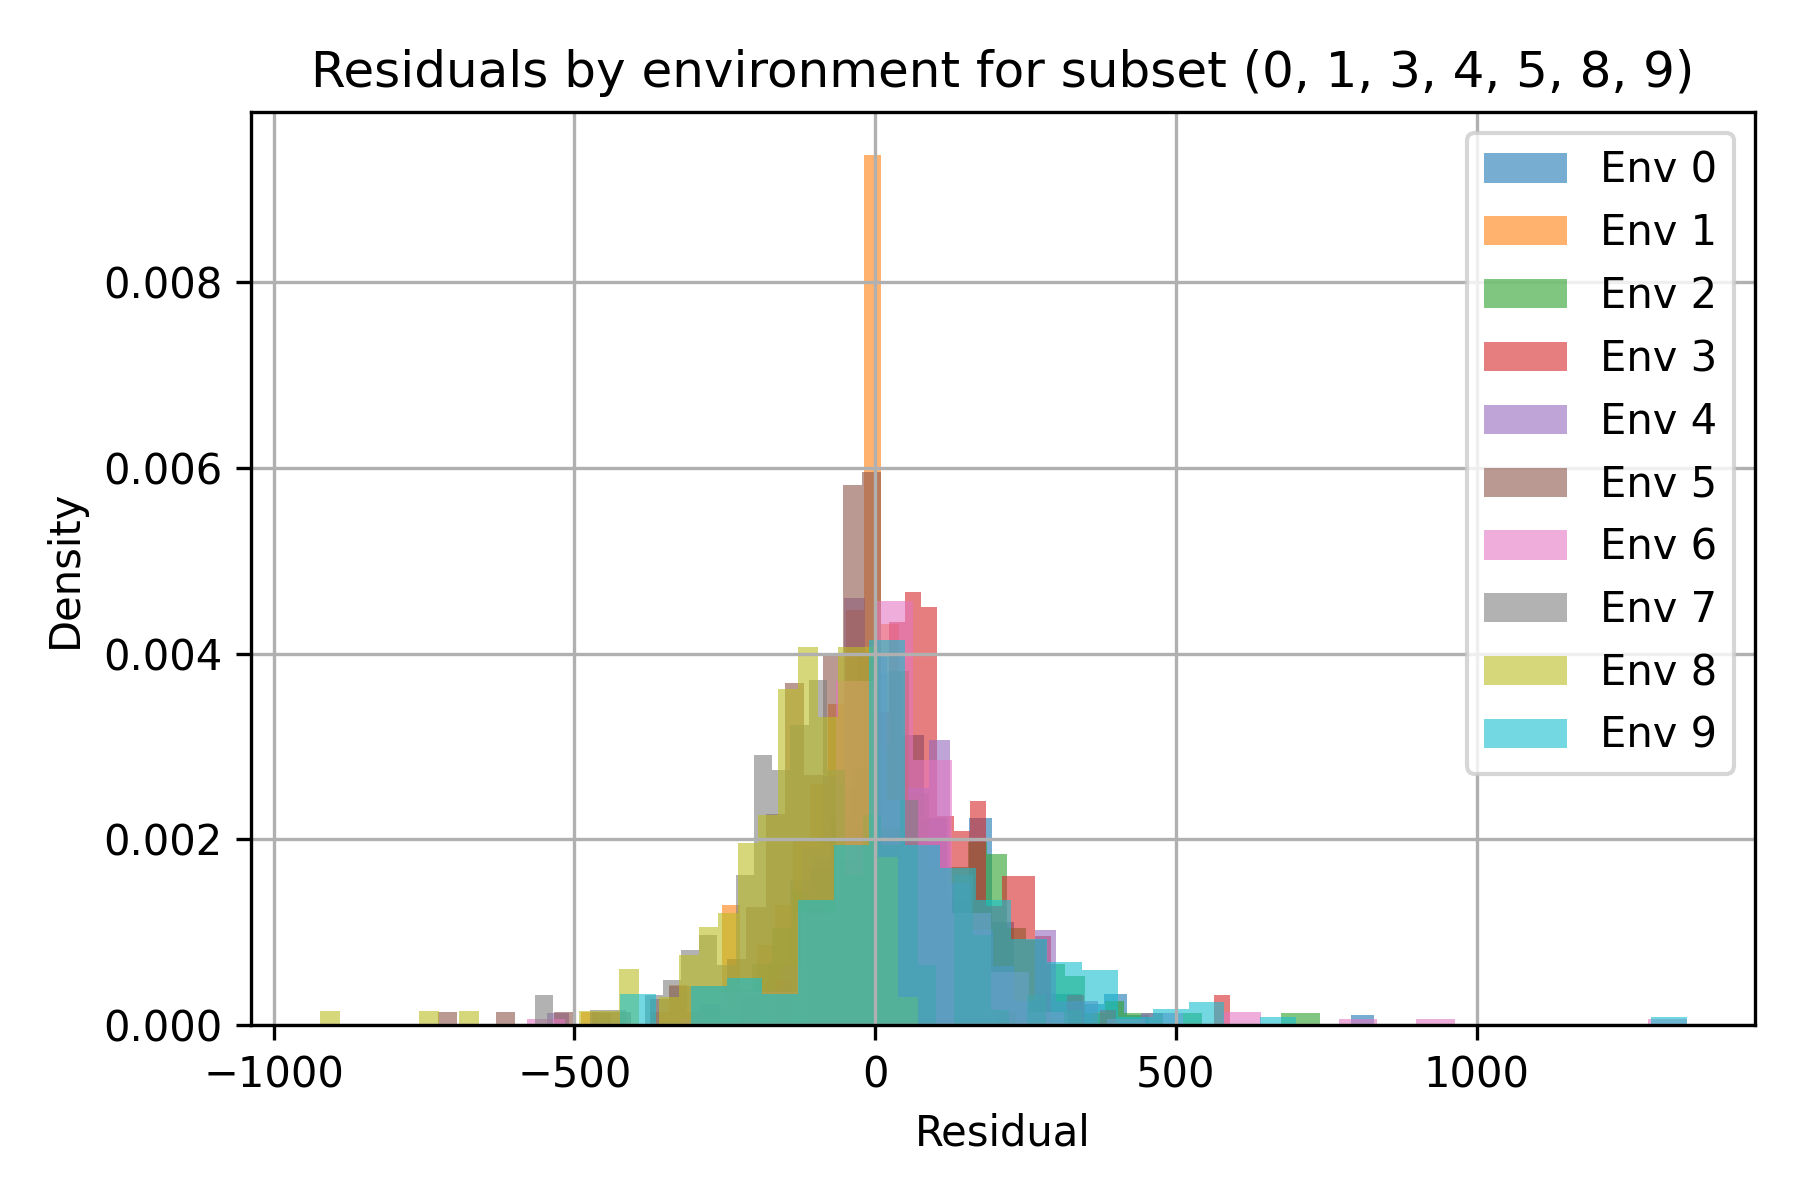 Residuals by environment for subset (0, 1, 3, 4, 5, 8, 9)
Env 0
Env 1
Env 2
Env 3
Env 4
Env 5
Env 6
Env 7
Env 8
Env 9
Density
0.008
0.006
0.004
0.002
0.000
−1000 −500 0 500 1000
Residual